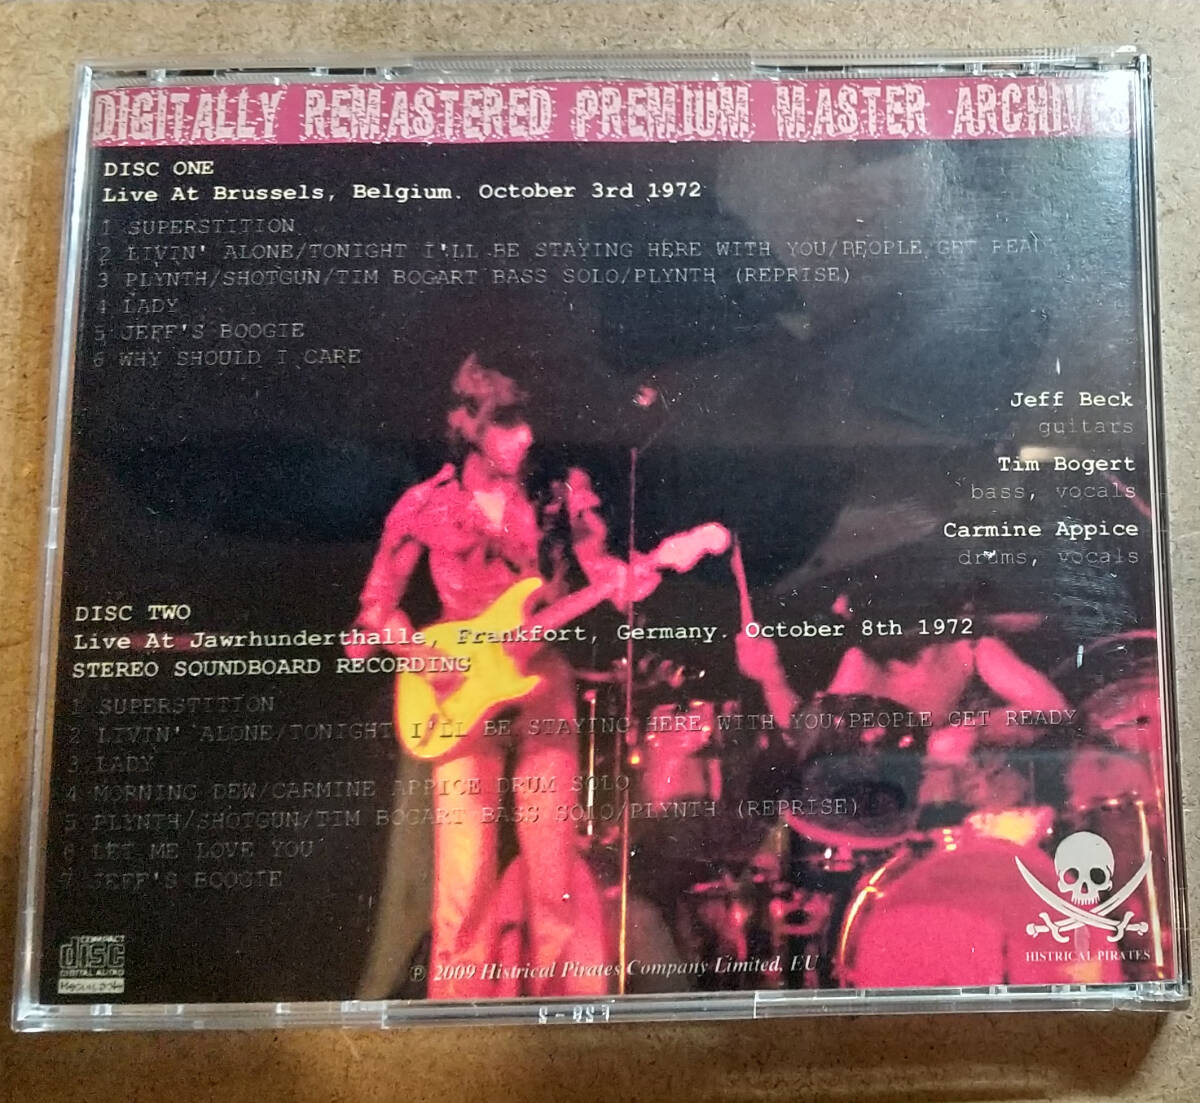 DIGITALLY REMASTERED PREMIUM MASTER ARCHIVES
DISC ONE
Live At Brussels, Belgium. October 3rd 1972
1 SUPERSTITION
2 LIVIN' ALONE/TONIGHT I'LL BE STAYING HERE WITH YOU/PEOPLE GET READY
3 PLYNTH/SHOTGUN/TIM BOGART BASS SOLO/PLYNTH (REPRISE)
4 LADY
5 JEFF'S BOOGIE
6 WHY SHOULD I CARE
Jeff Beck
guitars
Tim Bogert
bass, vocals
Carmine Appice
drums, vocals
DISC TWO
Live At Jawrhunderthalle, Frankfort, Germany. October 8th 1972
STEREO SOUNDBOARD RECORDING
1 SUPERSTITION
2 LIVIN' ALONE/TONIGHT I'LL BE STAYING HERE WITH YOU/PEOPLE GET READY
3 LADY
4 MORNING DEW/CARMINE APPICE DRUM SOLO
5 PLYNTH/SHOTGUN/TIM BOGART BASS SOLO/PLYNTH (REPRISE)
6 LET ME LOVE YOU
7 JEFF'S BOOGIE
COMPACT
disc
DIGITAL AUDIO
Recordable
℗ 2009 Histrical Pirates Company Limited, EU
HISTRICAL PIRATES